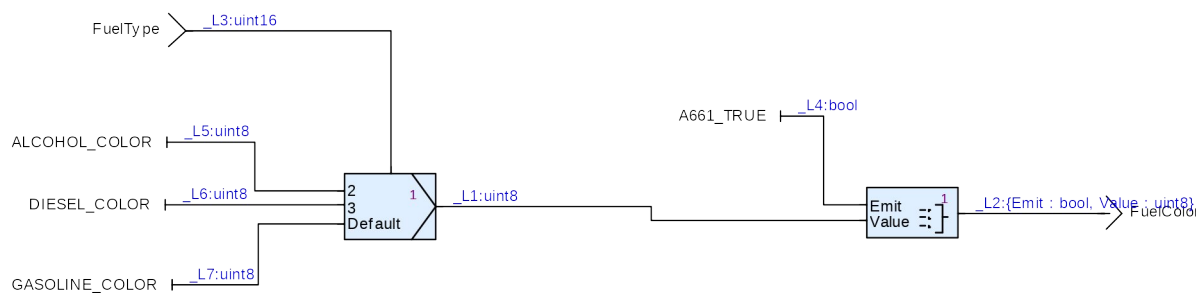 FuelType
_L3:uint16
ALCOHOL_COLOR
_L5:uint8
DIESEL_COLOR
_L6:uint8
GASOLINE_COLOR
_L7:uint8
2
3
Default
1
_L1:uint8
A661_TRUE
_L4:bool
Emit
Value
1
_L2:{Emit : bool, Value : uint8}
FuelColor